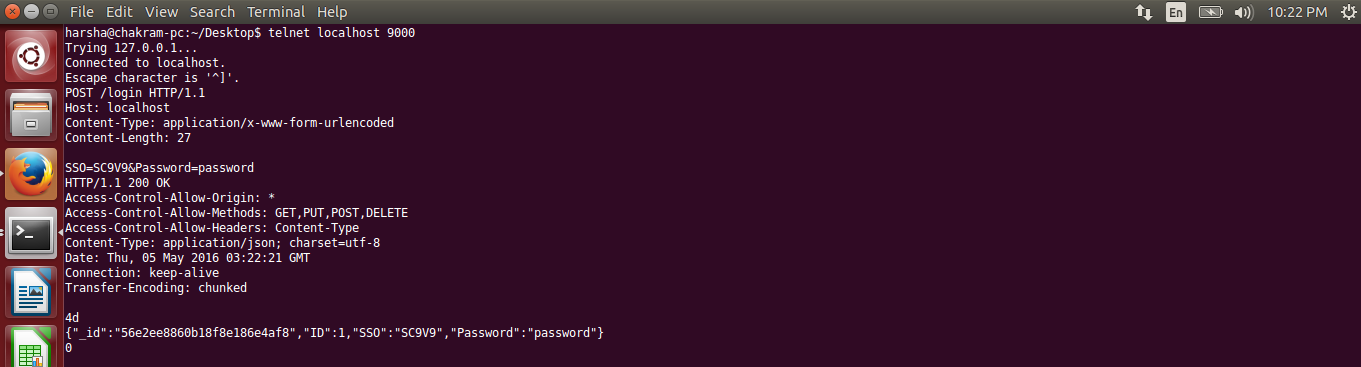 File Edit View Search Terminal Help En 10:22 PM
harsha@chakram-pc:~/Desktop$ telnet localhost 9000
Trying 127.0.0.1...
Connected to localhost.
Escape character is '^]'.
POST /login HTTP/1.1
Host: localhost
Content-Type: application/x-www-form-urlencoded
Content-Length: 27

SSO=SC9V9&Password=password
HTTP/1.1 200 OK
Access-Control-Allow-Origin: *
Access-Control-Allow-Methods: GET,PUT,POST,DELETE
Access-Control-Allow-Headers: Content-Type
Content-Type: application/json; charset=utf-8
Date: Thu, 05 May 2016 03:22:21 GMT
Connection: keep-alive
Transfer-Encoding: chunked

4d
{"_id":"56e2ee8860b18f8e186e4af8","ID":1,"SSO":"SC9V9","Password":"password"}
0